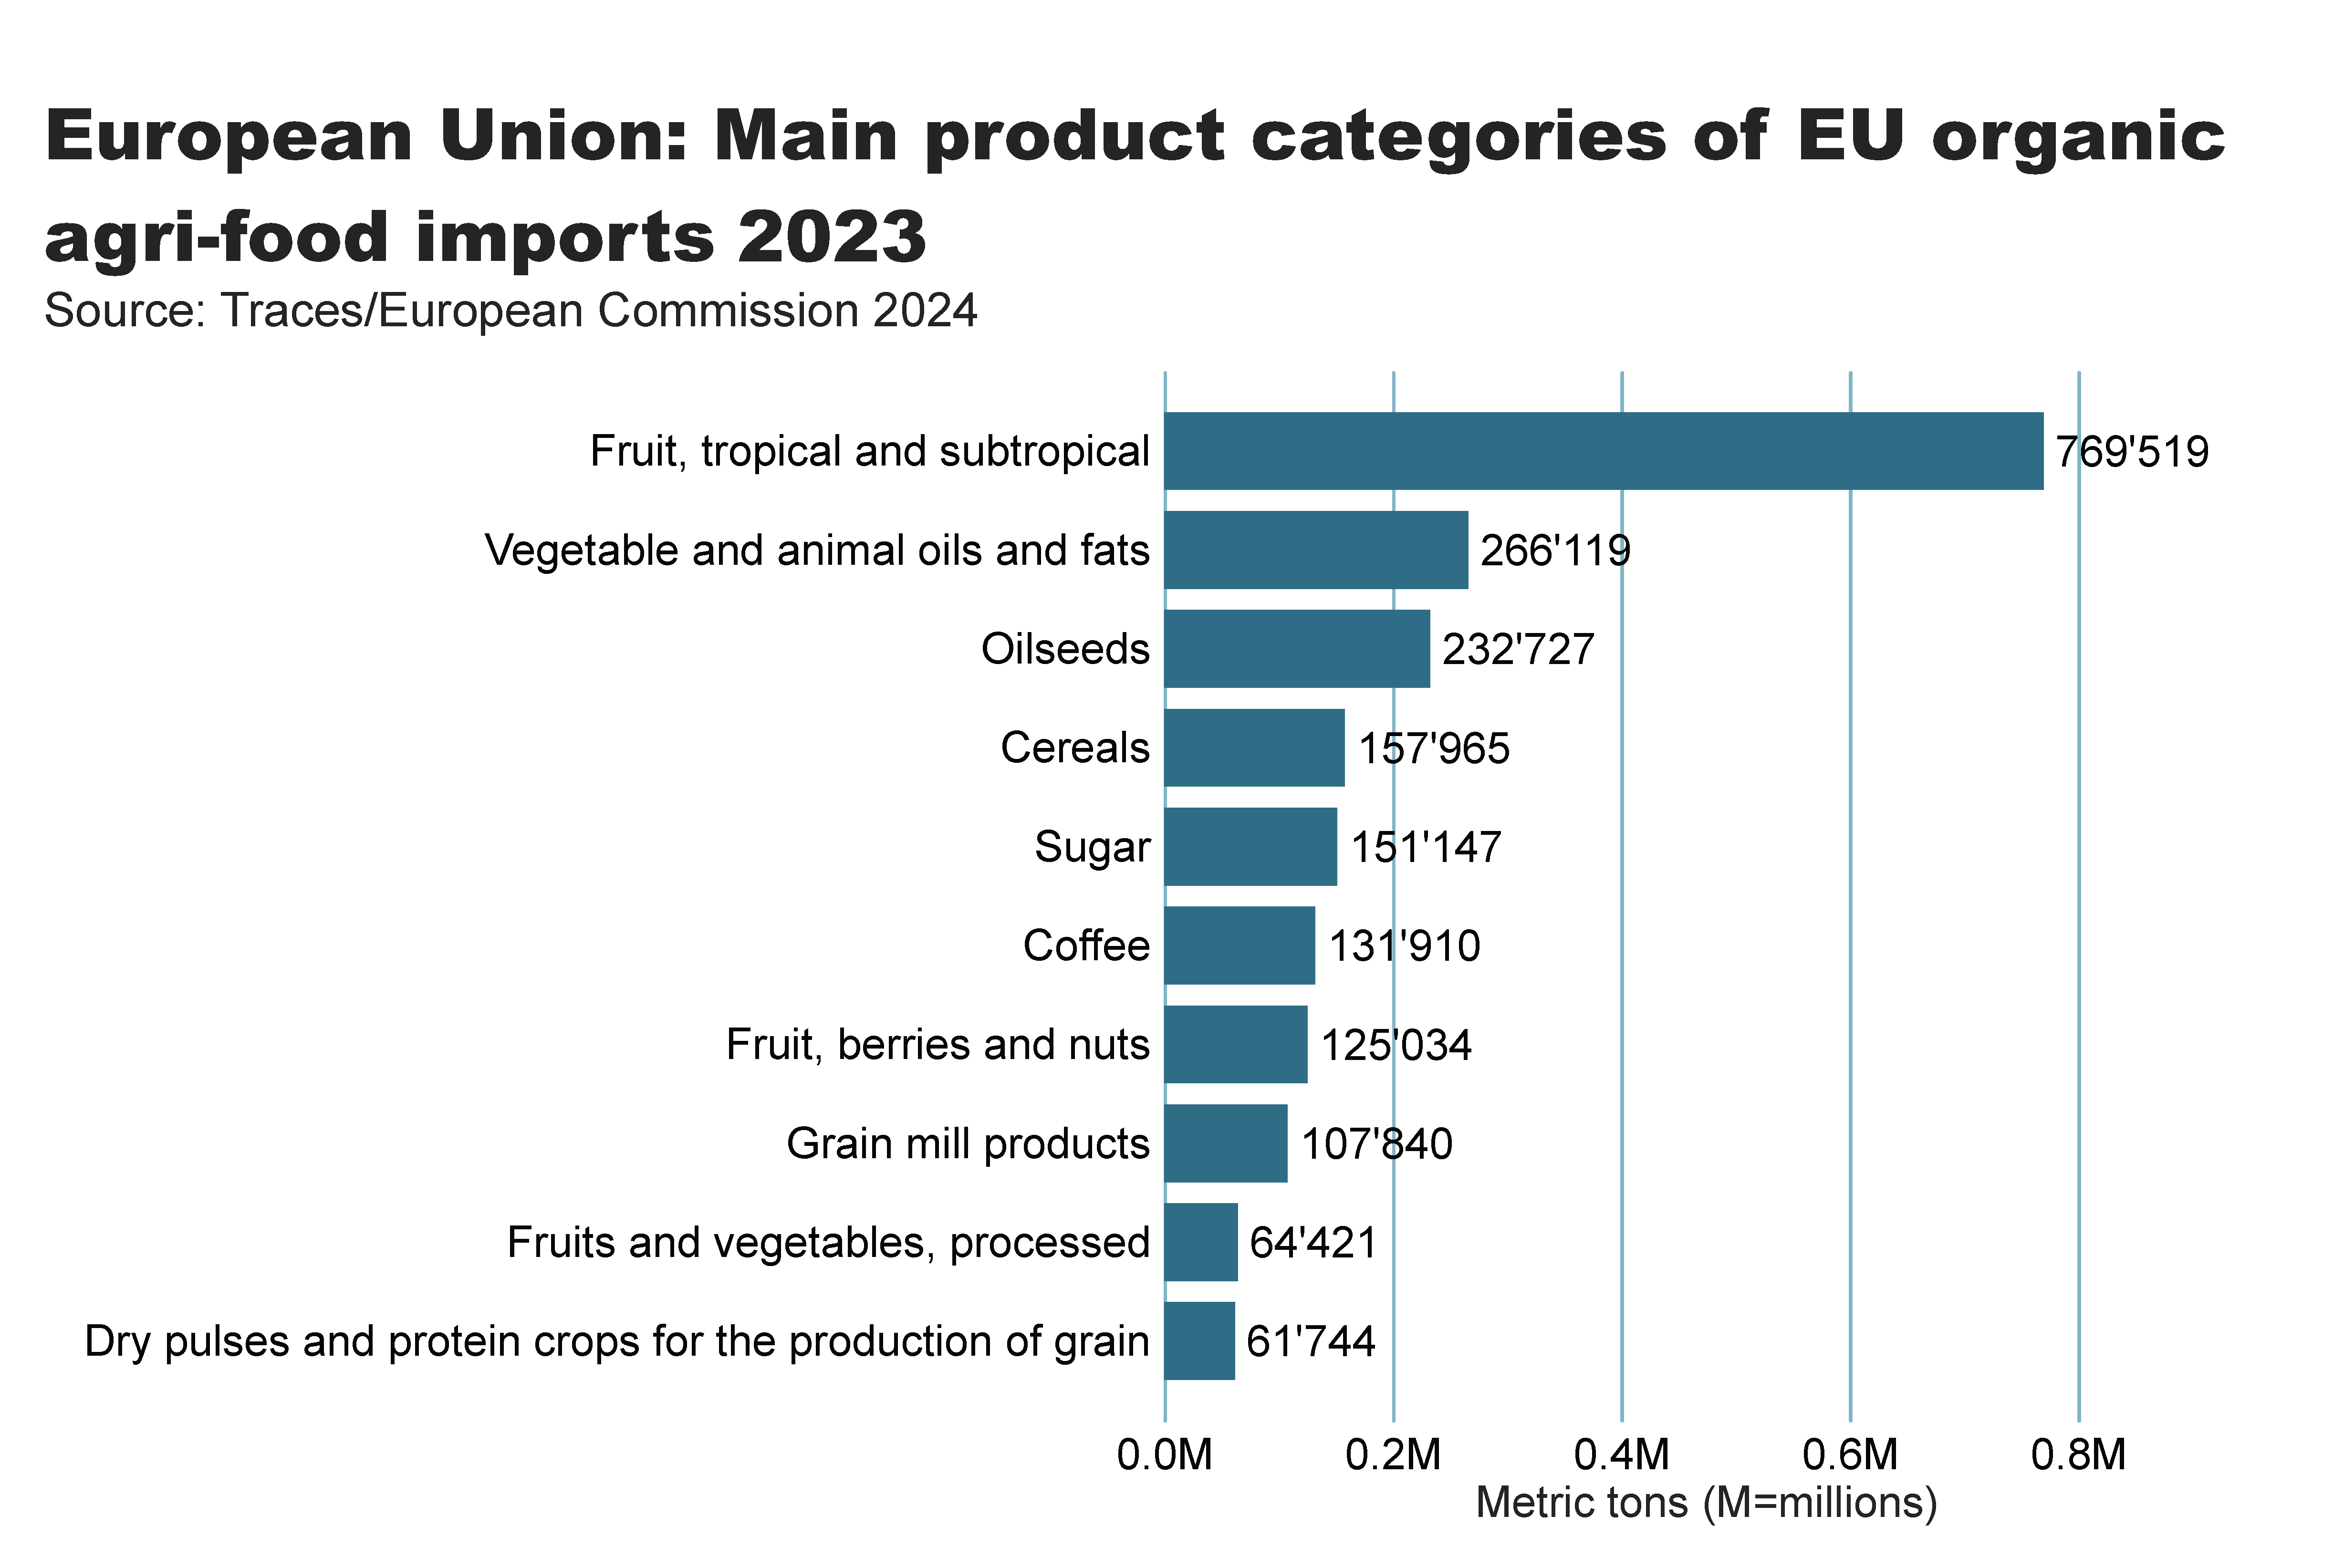 European Union: Main product categories of EU organic
agri-food imports 2023
Source: Traces/European Commission 2024
Fruit, tropical and subtropical 769'519
Vegetable and animal oils and fats 266'119
Oilseeds 232'727
Cereals 157'965
Sugar 151'147
Coffee 131'910
Fruit, berries and nuts 125'034
Grain mill products 107'840
Fruits and vegetables, processed 64'421
Dry pulses and protein crops for the production of grain 61'744
0.0M 0.2M 0.4M 0.6M 0.8M
Metric tons (M=millions)